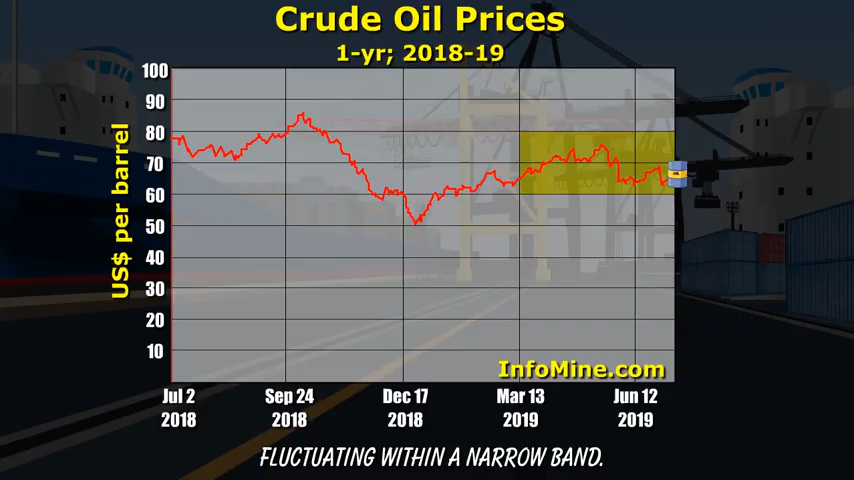 Crude Oil Prices
1-yr; 2018-19
100
90
80
70
60
50
40
30
20
10
US$ per barrel
OIL
InfoMine.com
Jul 2
2018
Sep 24
2018
Dec 17
2018
Mar 13
2019
Jun 12
2019
FLUCTUATING WITHIN A NARROW BAND.